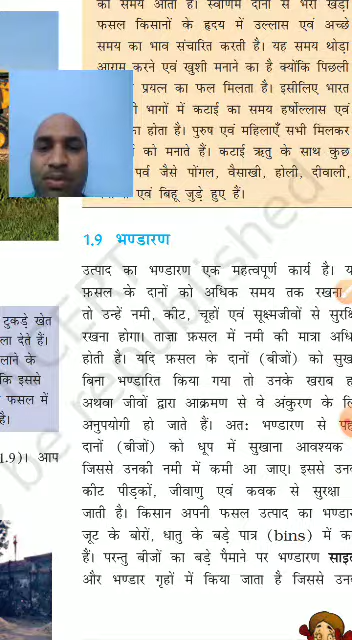 का समय आता है। स्वर्णिम दानों से भरी खड़ी
फसल किसानों के हृदय में उल्लास एवं अच्छे
समय का भाव संचारित करती है। यह समय थोड़ा
आराम करने एवं खुशी मनाने का है क्योंकि पिछली
प्रयत्न का फल मिलता है। इसीलिए भारत
भागों में कटाई का समय हर्षोल्लास एवं
का होता है। पुरुष एवं महिलाएँ सभी मिलकर
को मनाते हैं। कटाई ऋतु के साथ कुछ
पर्व जैसे पोंगल, वैसाखी, होली, दीवाली,
एवं बिहू जुड़े हुए हैं।
1.9 भण्डारण
उत्पाद का भण्डारण एक महत्वपूर्ण कार्य है। य
फ़सल के दानों को अधिक समय तक रखना
तो उन्हें नमी, कीट, चूहों एवं सूक्ष्मजीवों से सुरक्षि
रखना होगा। ताज़ा फ़सल में नमी की मात्रा अधि
होती है। यदि फ़सल के दानों (बीजों) को सुख
बिना भण्डारित किया गया तो उनके खराब ह
अथवा जीवों द्वारा आक्रमण से वे अंकुरण के लि
अनुपयोगी हो जाते हैं। अतः भण्डारण से पह
दानों (बीजों) को धूप में सुखाना आवश्यक
जिससे उनकी नमी में कमी आ जाए। इससे उन
कीट पीड़कों, जीवाणु एवं कवक से सुरक्षा
जाती है। किसान अपनी फसल उत्पाद का भण्डार
जूट के बोरों, धातु के बड़े पात्र (bins) में क
हैं। परन्तु बीजों का बड़े पैमाने पर भण्डारण साइ
और भण्डार गृहों में किया जाता है जिससे उन
टुकड़े खेत
ला देते हैं।
लाने के
कि इससे
फसल में
है।
1.9)। आप